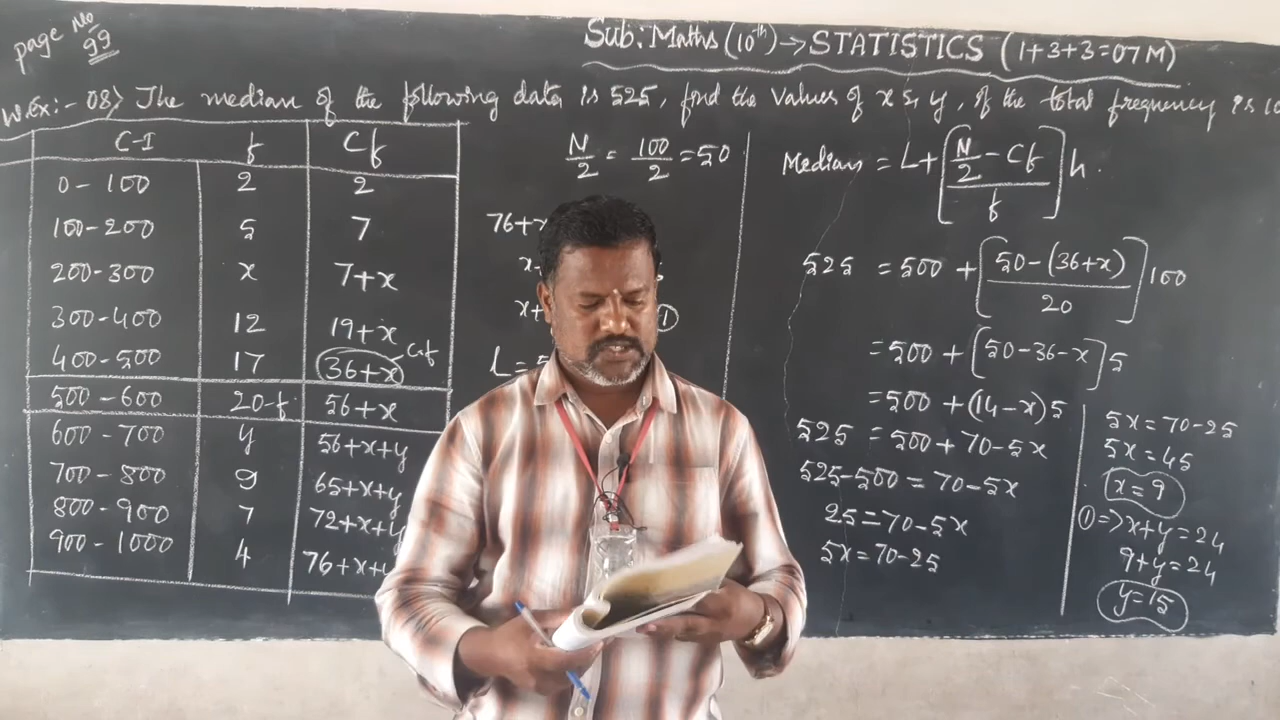 page No
99
Sub: Maths (10th) → STATISTICS (1+3+3=07M)
W.Ex:- 08) The median of the following data is 525, find the values of x & y, if the total frequency is 10
C-I f Cf
0-100 2 2
100-200 5 7
200-300 x 7+x
300-400 12 19+x
400-500 17 36+x Cf
500-600 20-f 56+x
600-700 y 56+x+y
700-800 9 65+x+y
800-900 7 72+x+y
900-1000 4 76+x+y
N/2 = 100/2 = 50
76+x
x
x+ ①
L=5
Median = L+[(N/2 - Cf)/f]h.
525 = 500 + [(50-(36+x))/20]100
=500+[50-36-x]5
=500+(14-x)5
525 = 500+70-5x
525-500=70-5x
25=70-5x
5x=70-25
5x=70-25
5x=45
x=9
①=>x+y=24
9+y=24
y=15